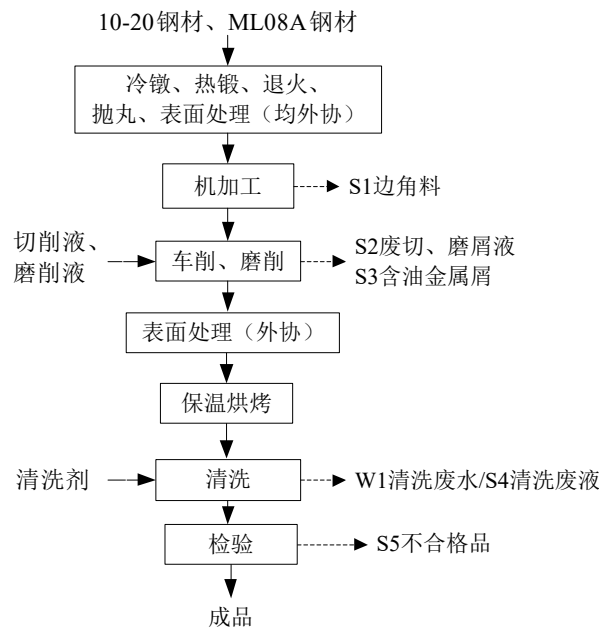 10-20钢材、ML08A钢材
冷镦、热锻、退火、
抛丸、表面处理（均外协）
机加工
S1边角料
切削液、
磨削液
车削、磨削
S2废切、磨屑液
S3含油金属屑
表面处理（外协）
保温烘烤
清洗剂
清洗
W1清洗废水/S4清洗废液
检验
S5不合格品
成品